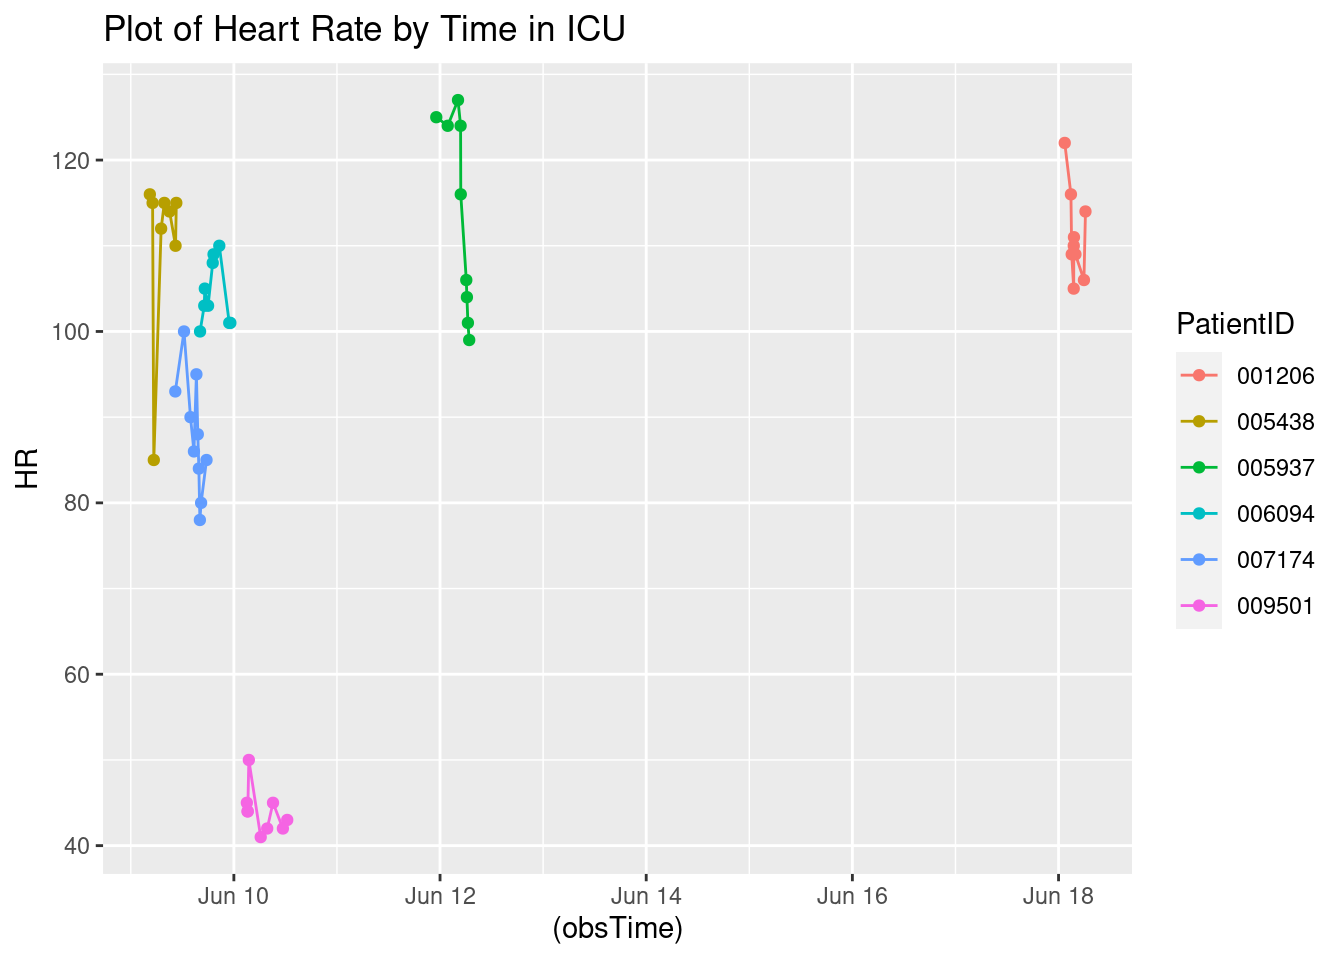 Plot of Heart Rate by Time in ICU
120
100
80
60
40
HR
Jun 10
Jun 12
Jun 14
Jun 16
Jun 18
(obsTime)
PatientID
001206
005438
005937
006094
007174
009501